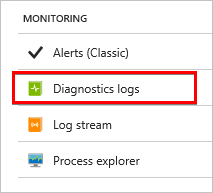 MONITORING
Alerts (Classic)
Diagnostics logs
Log stream
Process explorer